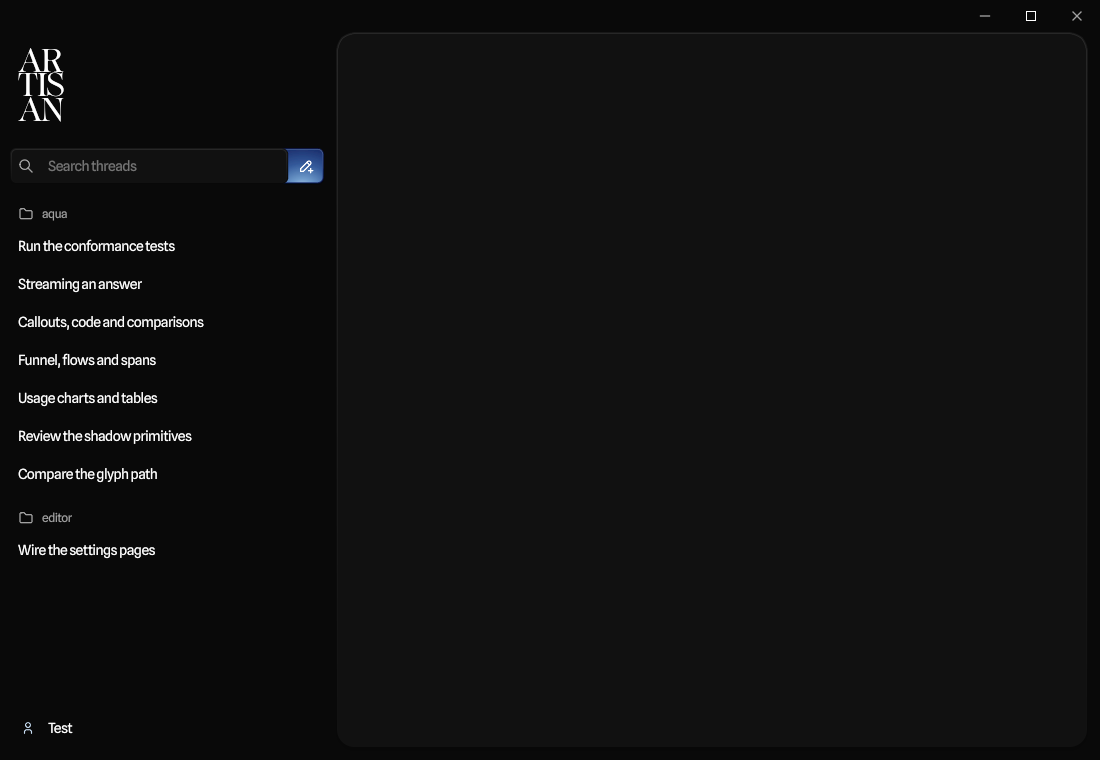 AR
TIS
AN
Search threads
aqua
Run the conformance tests
Streaming an answer
Callouts, code and comparisons
Funnel, flows and spans
Usage charts and tables
Review the shadow primitives
Compare the glyph path
editor
Wire the settings pages
Test